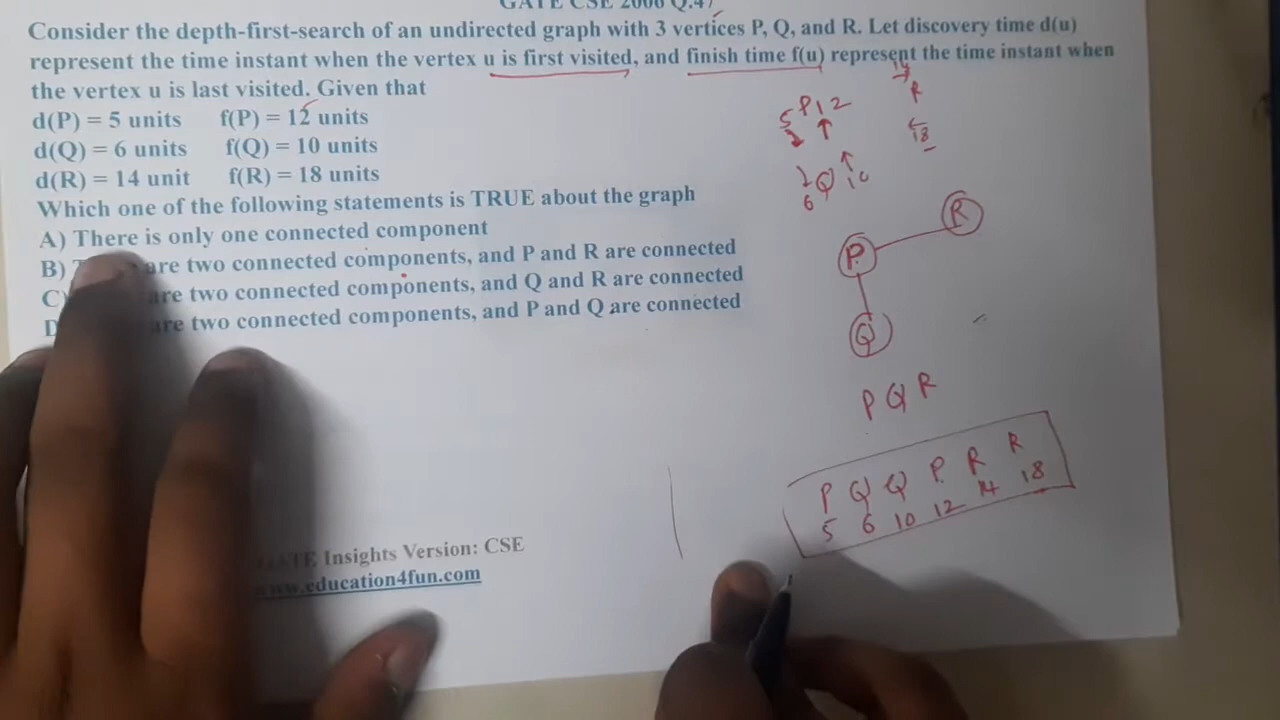 GATE CSE 2006 Q.47
Consider the depth-first-search of an undirected graph with 3 vertices P, Q, and R. Let discovery time d(u)
represent the time instant when the vertex u is first visited, and finish time f(u) represent the time instant when
the vertex u is last visited. Given that
d(P) = 5 units f(P) = 12 units
d(Q) = 6 units f(Q) = 10 units
d(R) = 14 unit f(R) = 18 units
Which one of the following statements is TRUE about the graph
A) There is only one connected component
B) are two connected components, and P and R are connected
C) are two connected components, and Q and R are connected
D are two connected components, and P and Q are connected
14
R
18
5 P 12
6 Q 10
R
P
Q
P Q R
P Q Q P R R
5 6 10 12 14 18
GATE Insights Version: CSE
www.education4fun.com